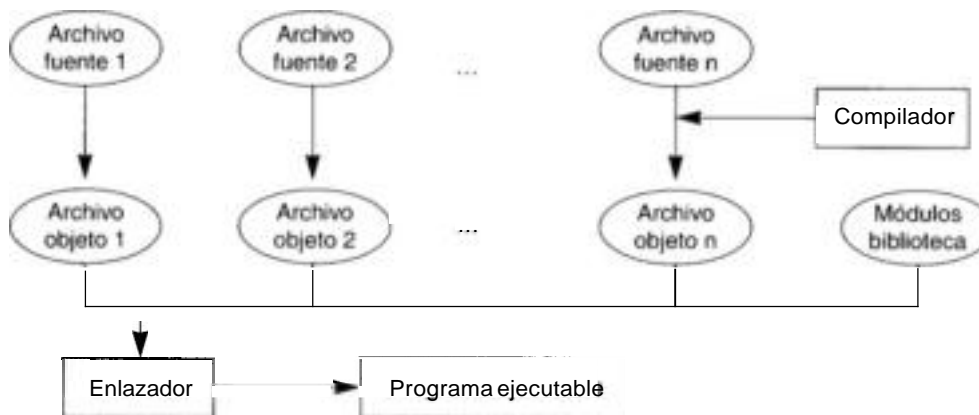 Archivo
fuente 1
Archivo
fuente 2
...
Archivo
fuente n
Compilador
Archivo
objeto 1
Archivo
objeto 2
...
Archivo
objeto n
Módulos
biblioteca
Enlazador
Programa ejecutable